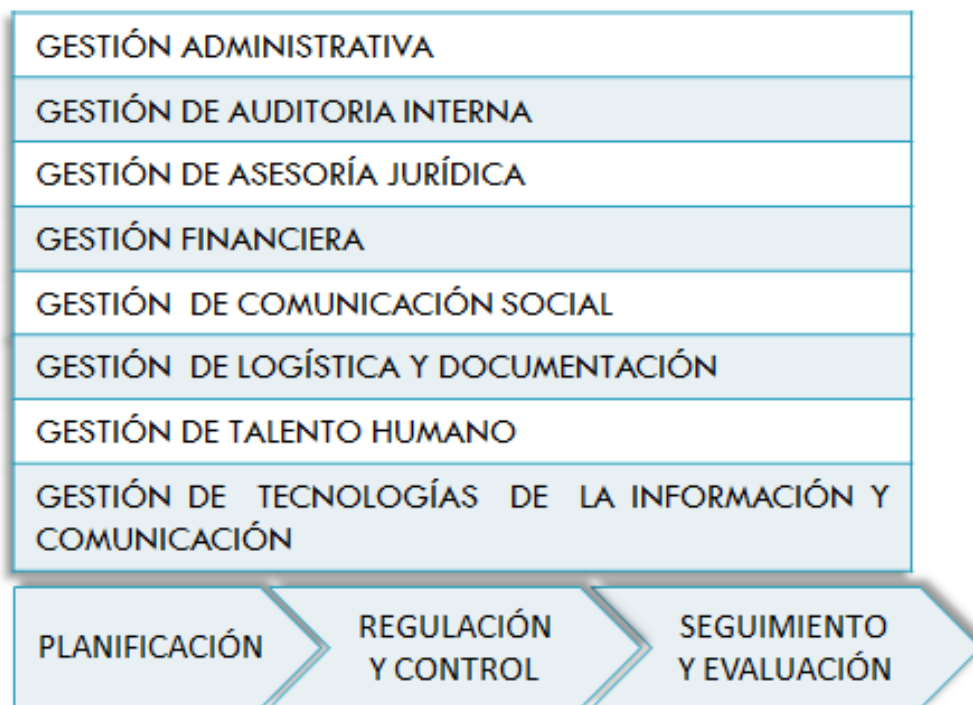 GESTIÓN ADMINISTRATIVA
GESTIÓN DE AUDITORIA INTERNA
GESTIÓN DE ASESORÍA JURÍDICA
GESTIÓN FINANCIERA
GESTIÓN DE COMUNICACIÓN SOCIAL
GESTIÓN DE LOGÍSTICA Y DOCUMENTACIÓN
GESTIÓN DE TALENTO HUMANO
GESTIÓN DE TECNOLOGÍAS DE LA INFORMACIÓN Y
COMUNICACIÓN
PLANIFICACIÓN
REGULACIÓN
Y CONTROL
SEGUIMIENTO
Y EVALUACIÓN